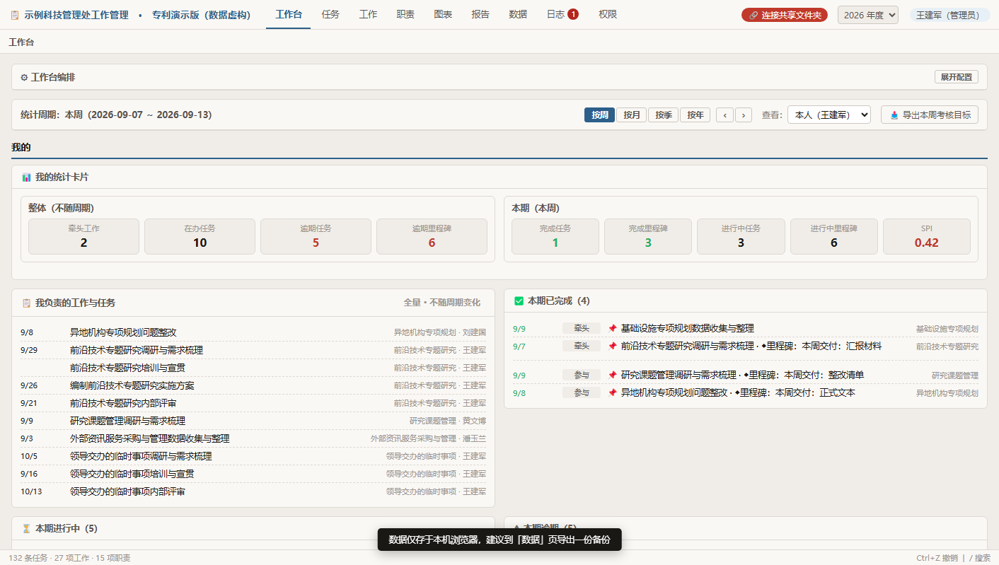 示例科技管理处工作管理 • 专利演示版（数据虚构） 工作台 任务 工作 职责 图表 报告 数据 日志 1 权限 连接共享文件夹 2026 年度 王建军（管理员）
工作台
工作台编排 展开配置
统计周期：本周（2026-09-07 ~ 2026-09-13） 按周 按月 按季 按年 ‹ › 查看： 本人（王建军） 导出本周考核目标
我的
我的统计卡片
整体（不随周期）
牵头工作 在办任务 逾期任务 逾期里程碑
2 10 5 6
本期（本周）
完成任务 完成里程碑 进行中任务 进行中里程碑 SPI
1 3 3 6 0.42
我负责的工作与任务 全量・不随周期变化
9/8 异地机构专项规划问题整改 异地机构专项规划 · 刘建国
9/29 前沿技术专题研究调研与需求梳理 前沿技术专题研究 · 王建军
前沿技术专题研究培训与宣贯 前沿技术专题研究 · 王建军
9/26 编制前沿技术专题研究实施方案 前沿技术专题研究 · 王建军
9/21 前沿技术专题研究内部评审 前沿技术专题研究 · 王建军
9/9 研究课题管理调研与需求梳理 研究课题管理 · 黄文博
9/3 外部资讯服务采购与管理数据收集与整理 外部资讯服务采购与管理 · 潘玉兰
10/5 领导交办的临时事项调研与需求梳理 领导交办的临时事项 · 王建军
9/16 领导交办的临时事项培训与宣贯 领导交办的临时事项 · 王建军
10/13 领导交办的临时事项内部评审 领导交办的临时事项 · 王建军
本期已完成（4）
9/9 牵头 基础设施专项规划数据收集与整理 基础设施专项规划
9/7 牵头 前沿技术专题研究调研与需求梳理 · ◆里程碑：本周交付：汇报材料 前沿技术专题研究
9/9 参与 研究课题管理调研与需求梳理 · ◆里程碑：本周交付：整改清单 研究课题管理
9/8 参与 异地机构专项规划问题整改 · ◆里程碑：本周交付：正式文本 异地机构专项规划
本期进行中（5）
本期逾期（5）
数据仅存于本机浏览器，建议到「数据」页导出一份备份
132 条任务 · 27 项工作 · 15 项职责 Ctrl+Z 撤销 | / 搜索